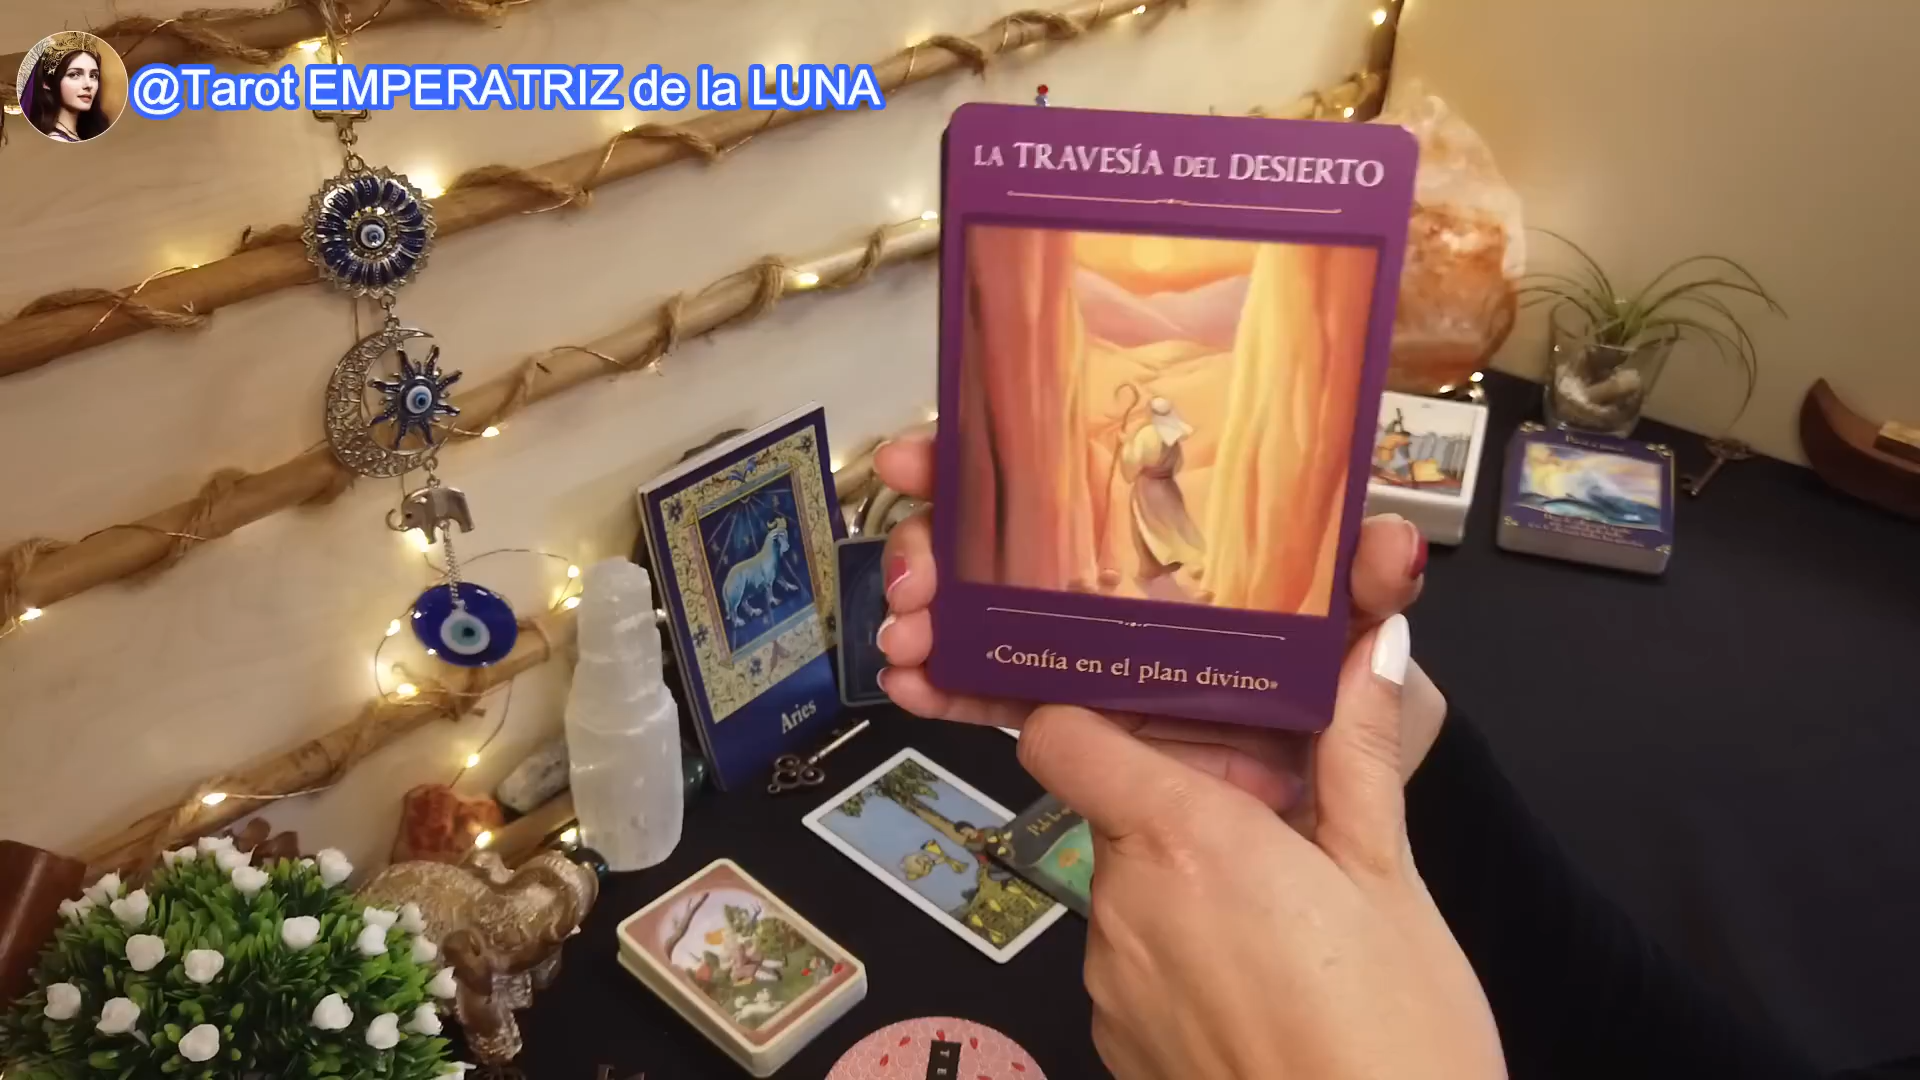 @Tarot EMPERATRIZ de la LUNA
LA TRAVESÍA DEL DESIERTO
«Confía en el plan divino»
Aries